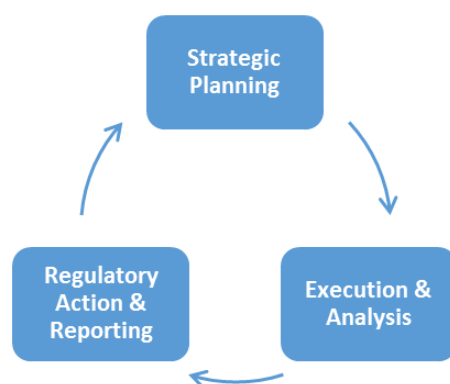 Strategic
Planning
Execution &
Analysis
Regulatory
Action &
Reporting